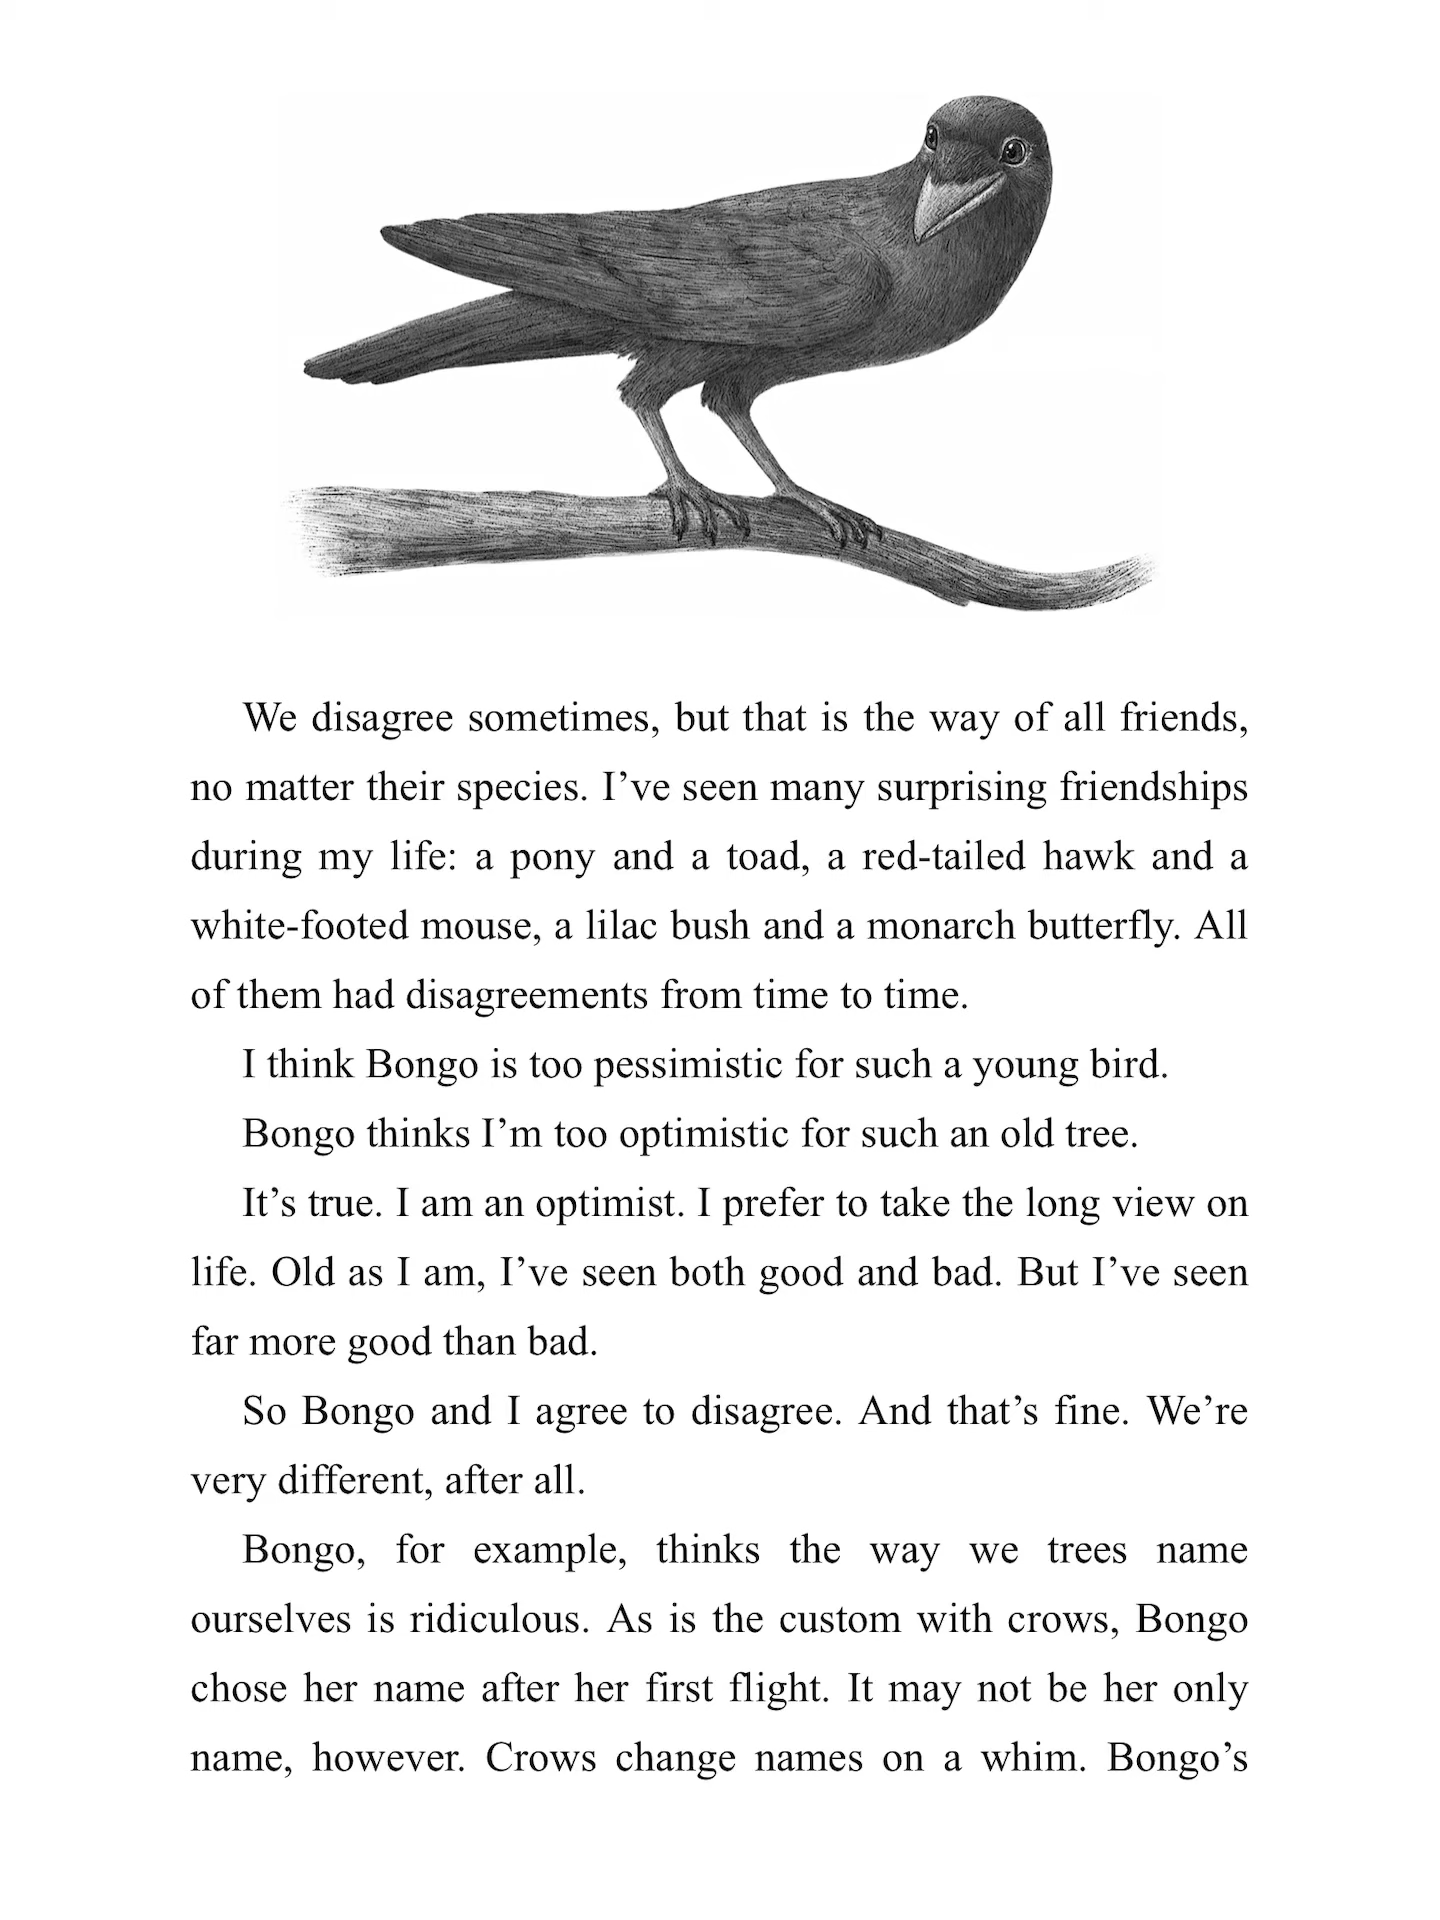 We disagree sometimes, but that is the way of all friends,
no matter their species. I’ve seen many surprising friendships
during my life: a pony and a toad, a red-tailed hawk and a
white-footed mouse, a lilac bush and a monarch butterfly. All
of them had disagreements from time to time.
I think Bongo is too pessimistic for such a young bird.
Bongo thinks I’m too optimistic for such an old tree.
It’s true. I am an optimist. I prefer to take the long view on
life. Old as I am, I’ve seen both good and bad. But I’ve seen
far more good than bad.
So Bongo and I agree to disagree. And that’s fine. We’re
very different, after all.
Bongo, for example, thinks the way we trees name
ourselves is ridiculous. As is the custom with crows, Bongo
chose her name after her first flight. It may not be her only
name, however. Crows change names on a whim. Bongo’s